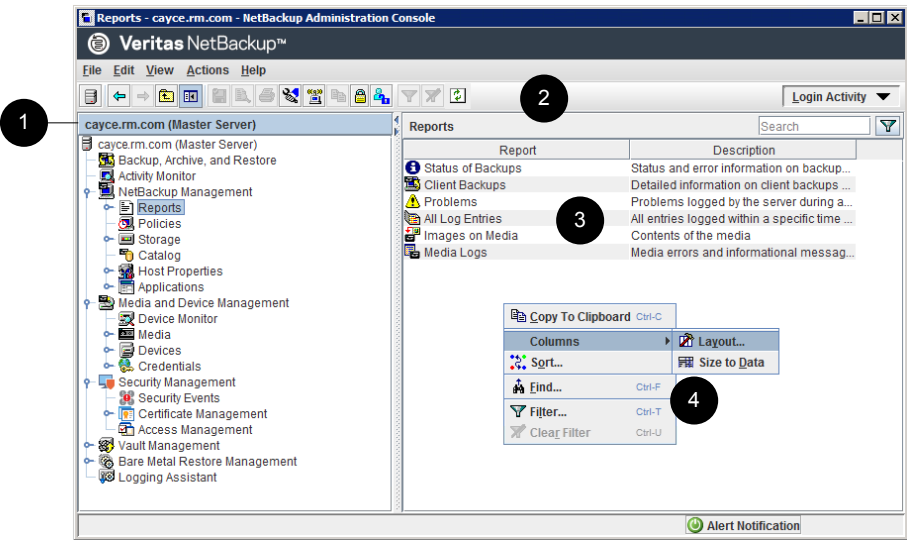 Reports - cayce.rm.com - NetBackup Administration Console
Veritas NetBackup™
File Edit View Actions Help
2
Login Activity
1
cayce.rm.com (Master Server)
cayce.rm.com (Master Server)
Backup, Archive, and Restore
Activity Monitor
NetBackup Management
Reports
Policies
Storage
Catalog
Host Properties
Applications
Media and Device Management
Device Monitor
Media
Devices
Credentials
Security Management
Security Events
Certificate Management
Access Management
Vault Management
Bare Metal Restore Management
Logging Assistant
Reports
Search
Report Description
Status of Backups Status and error information on backup...
Client Backups Detailed information on client backups ...
Problems Problems logged by the server during a...
All Log Entries All entries logged within a specific time ...
3
Images on Media Contents of the media
Media Logs Media errors and informational messag...
Copy To Clipboard Ctrl-C
Columns
Layout...
Sort...
Size to Data
Find... Ctrl-F
4
Filter... Ctrl-T
Clear Filter Ctrl-U
Alert Notification